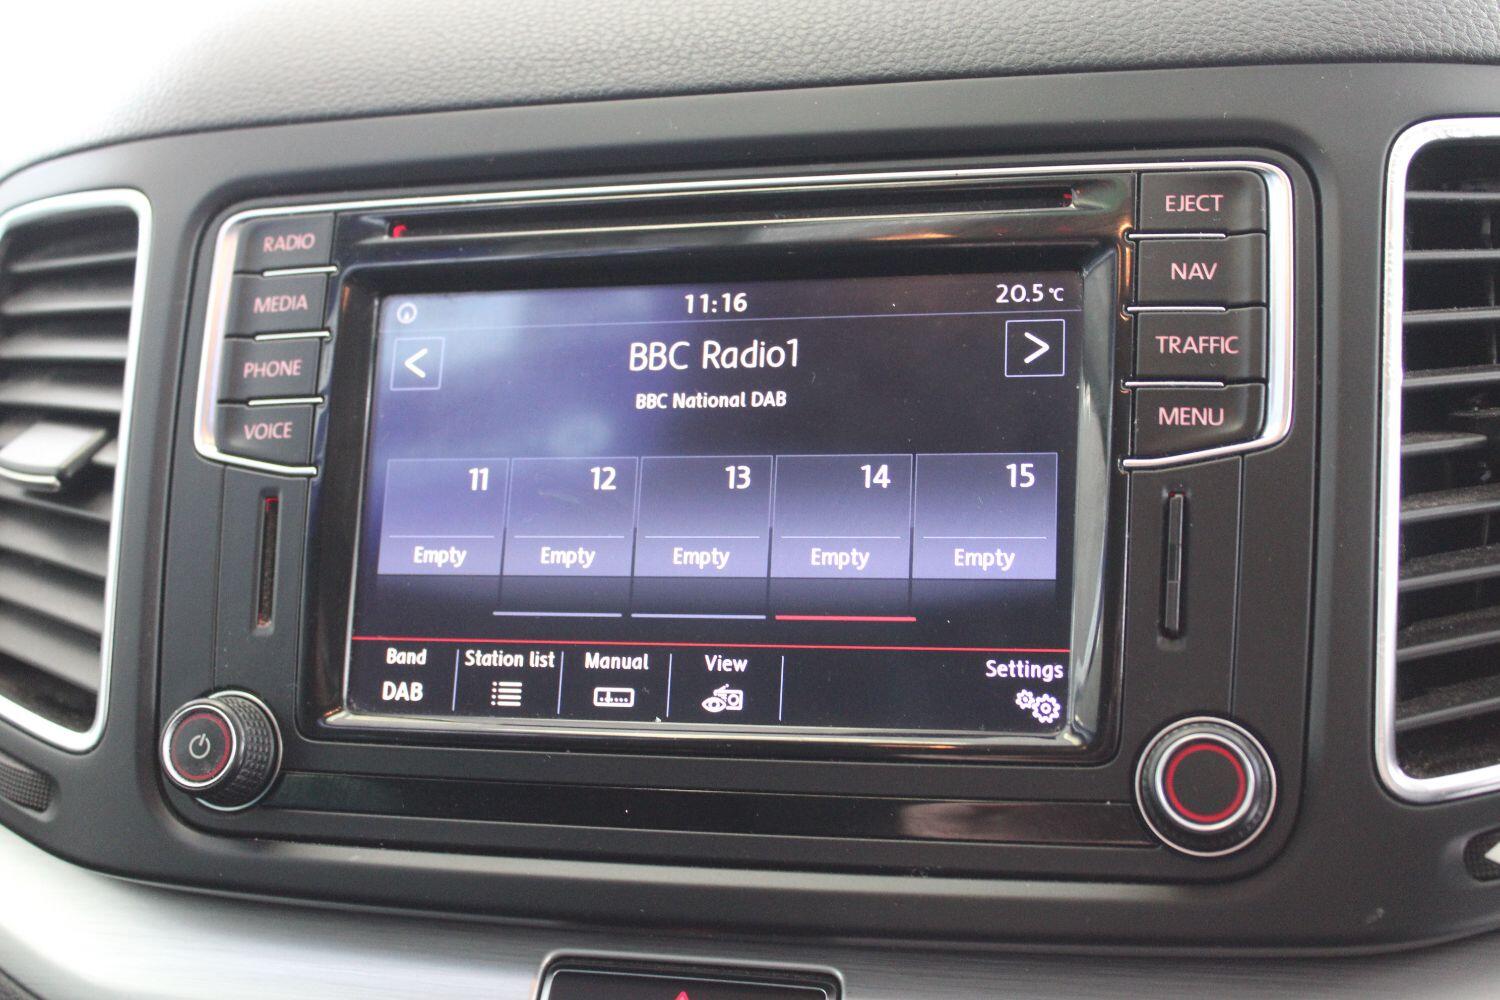 RADIO
MEDIA
PHONE
VOICE
EJECT
NAV
TRAFFIC
MENU
11:16
20.5 °C
<
BBC Radio1
>
BBC National DAB
11 12 13 14 15
Empty Empty Empty Empty Empty
Band Station list Manual View Settings
DAB